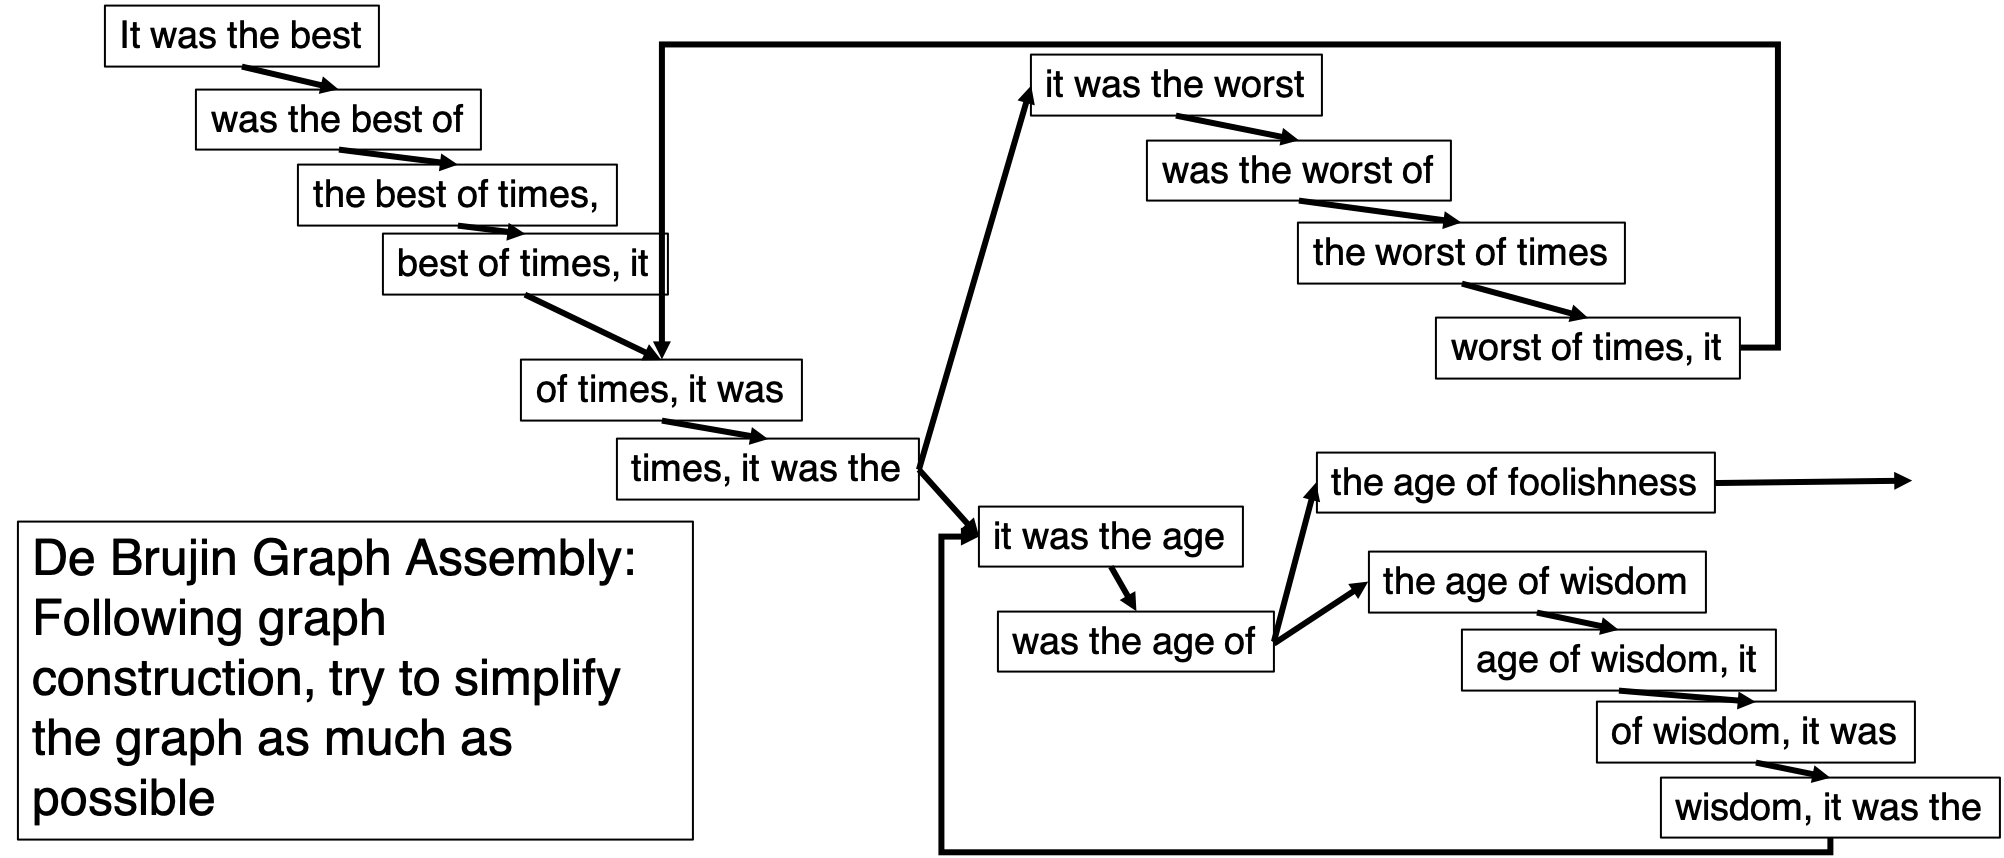 It was the best
was the best of
the best of times,
best of times, it
of times, it was
times, it was the
it was the worst
was the worst of
the worst of times
worst of times, it
it was the age
was the age of
the age of foolishness
the age of wisdom
age of wisdom, it
of wisdom, it was
wisdom, it was the
De Brujin Graph Assembly:
Following graph
construction, try to simplify
the graph as much as
possible